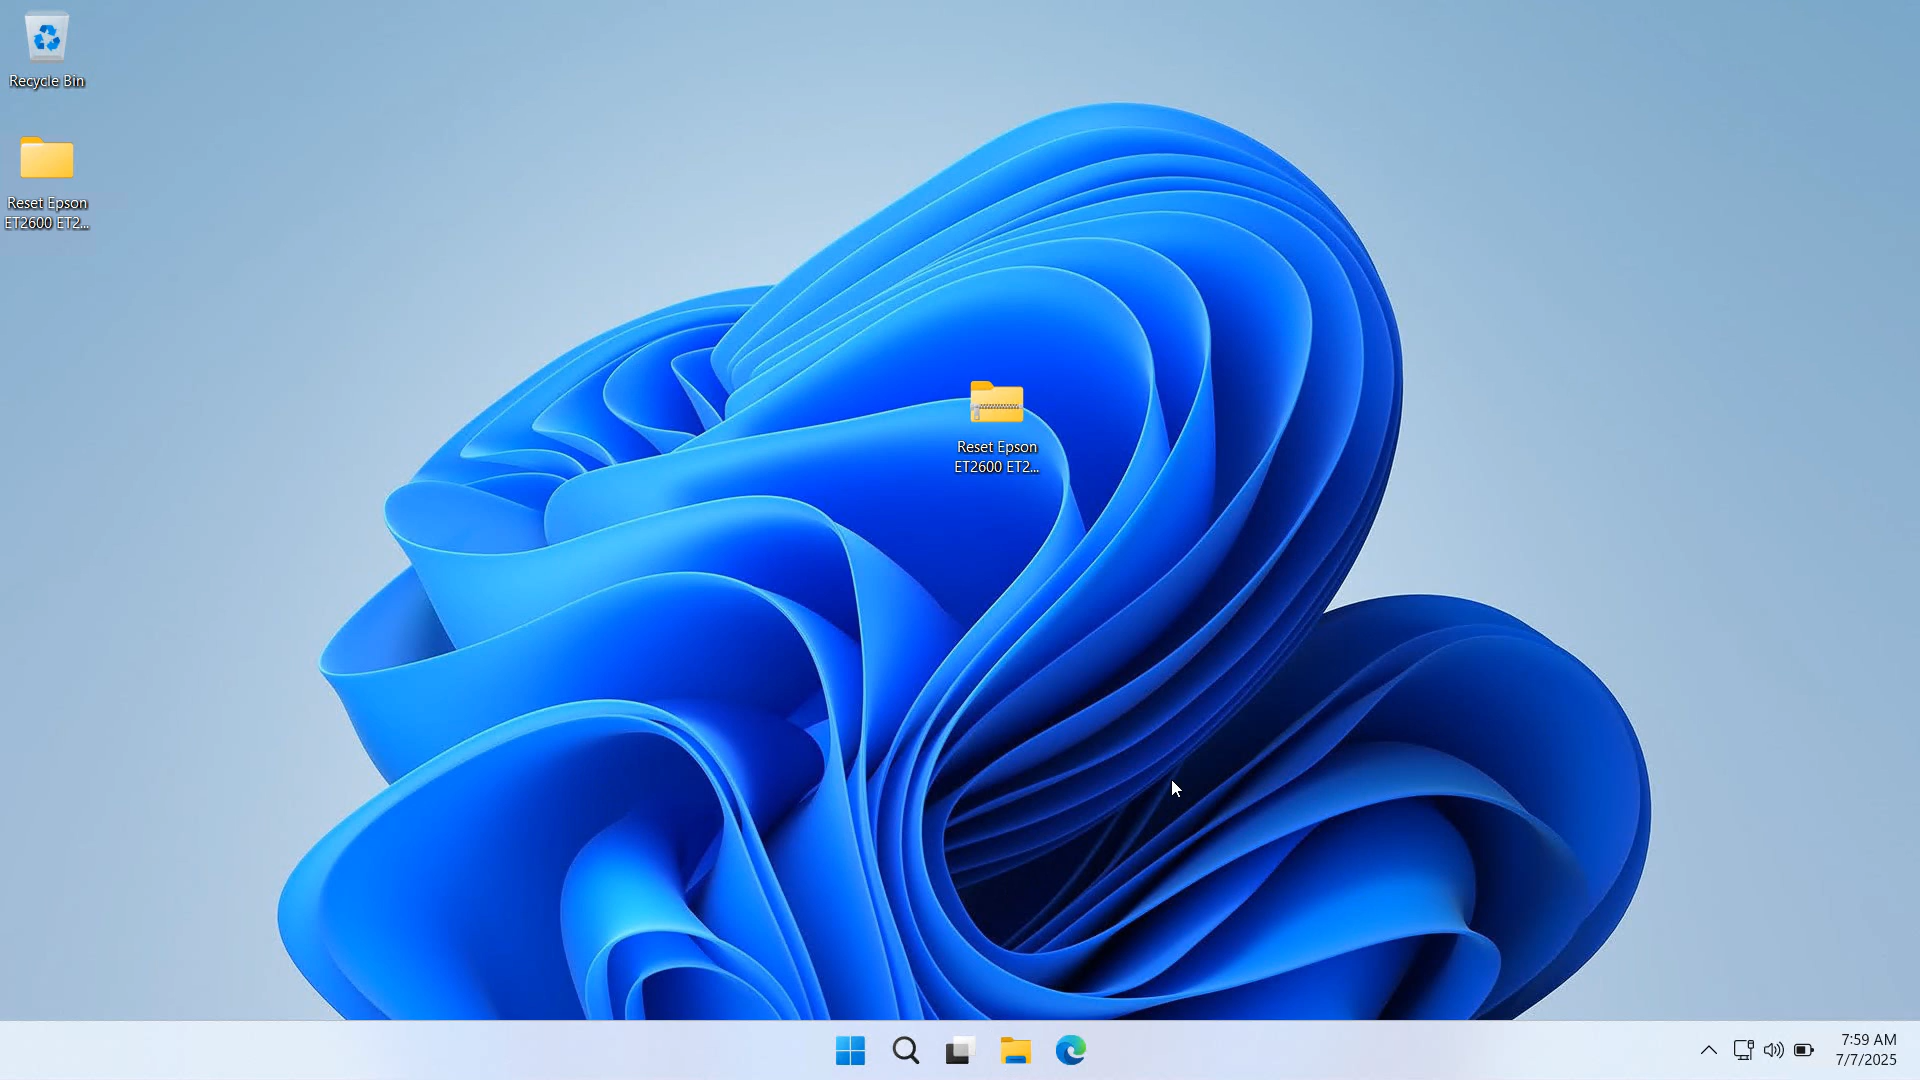 Recycle Bin
Reset Epson
ET2600 ET2...
Reset Epson
ET2600 ET2...
7:59 AM
7/7/2025